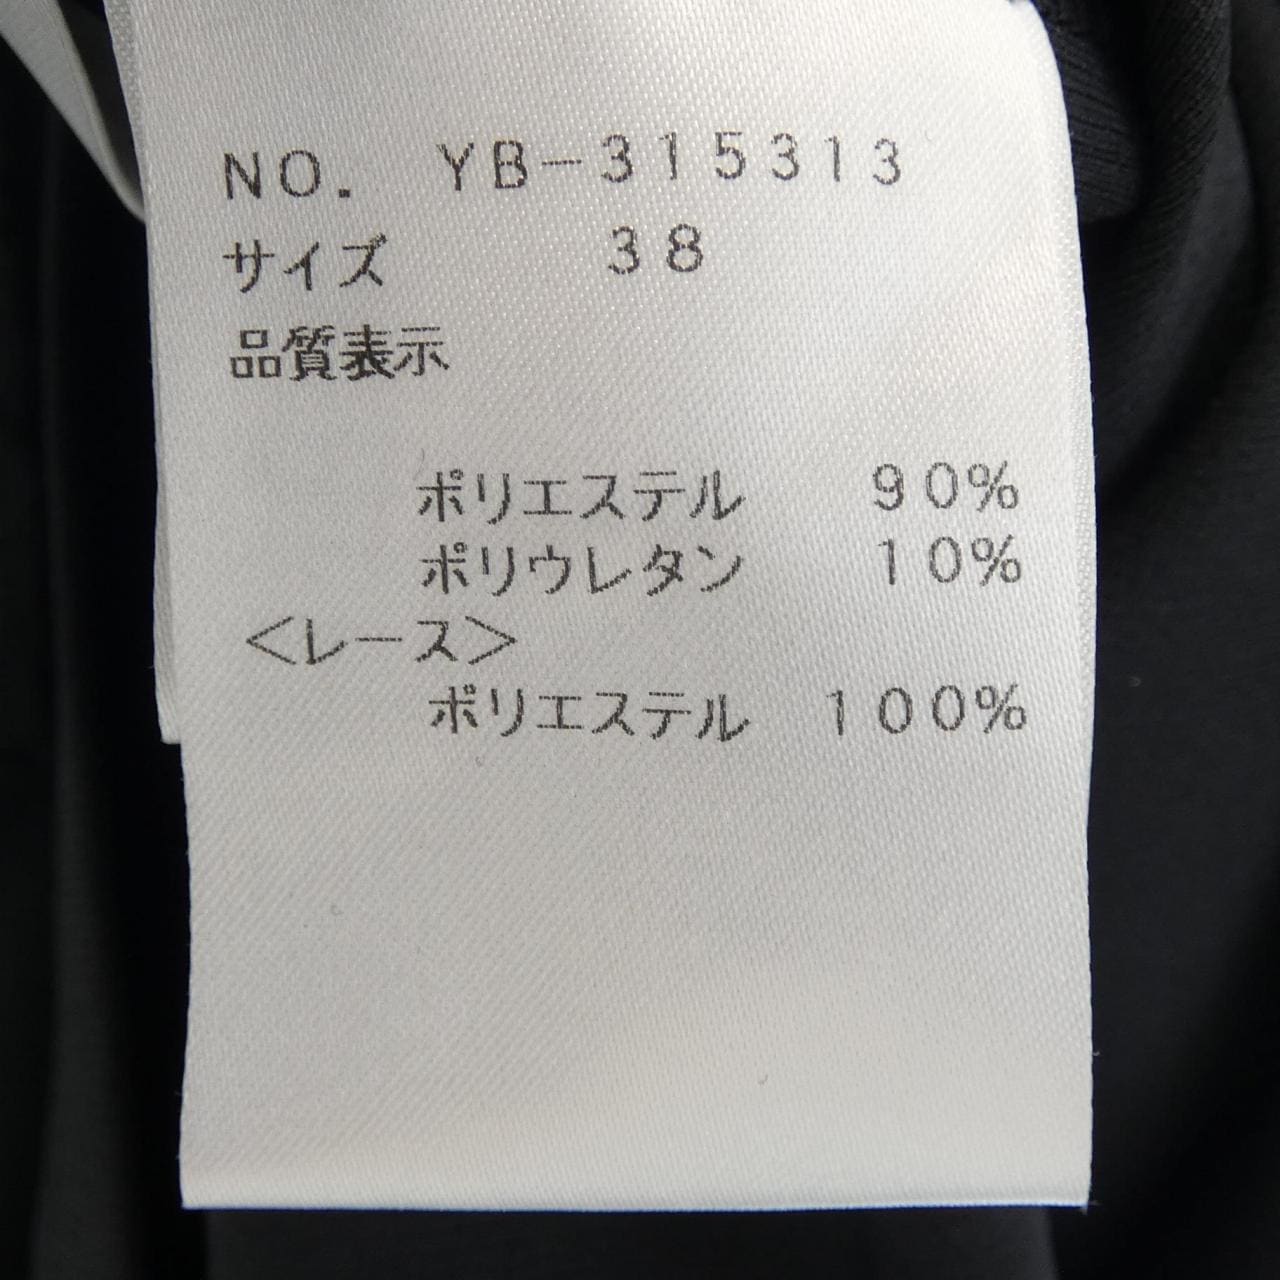 NO. YB-315313
サイズ 38
品質表示
ポリエステル 90%
ポリウレタン 10%
<レース>
ポリエステル 100%